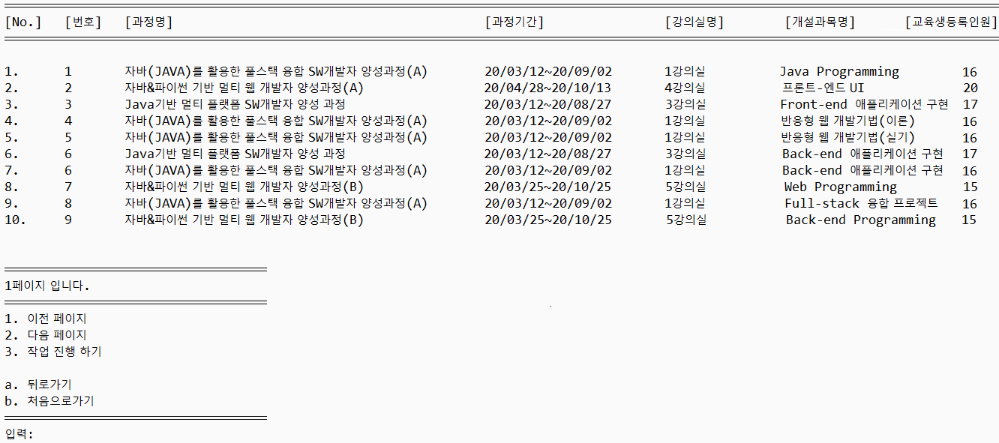 [No.] [번호] [과정명] [과정기간] [강의실명] [개설과목명] [교육생등록인원]
1. 1 자바(JAVA)를 활용한 풀스택 융합 SW개발자 양성과정(A) 20/03/12~20/09/02 1강의실 Java Programming 16
2. 2 자바&파이썬 기반 멀티 웹 개발자 양성과정(A) 20/04/28~20/10/13 4강의실 프론트-엔드 UI 20
3. 3 Java기반 멀티 플랫폼 SW개발자 양성 과정 20/03/12~20/08/27 3강의실 Front-end 애플리케이션 구현 17
4. 4 자바(JAVA)를 활용한 풀스택 융합 SW개발자 양성과정(A) 20/03/12~20/09/02 1강의실 반응형 웹 개발기법(이론) 16
5. 5 자바(JAVA)를 활용한 풀스택 융합 SW개발자 양성과정(A) 20/03/12~20/09/02 1강의실 반응형 웹 개발기법(실기) 16
6. 6 Java기반 멀티 플랫폼 SW개발자 양성 과정 20/03/12~20/08/27 3강의실 Back-end 애플리케이션 구현 17
7. 6 자바(JAVA)를 활용한 풀스택 융합 SW개발자 양성과정(A) 20/03/12~20/09/02 1강의실 Back-end 애플리케이션 구현 16
8. 7 자바&파이썬 기반 멀티 웹 개발자 양성과정(B) 20/03/25~20/10/25 5강의실 Web Programming 15
9. 8 자바(JAVA)를 활용한 풀스택 융합 SW개발자 양성과정(A) 20/03/12~20/09/02 1강의실 Full-stack 융합 프로젝트 16
10. 9 자바&파이썬 기반 멀티 웹 개발자 양성과정(B) 20/03/25~20/10/25 5강의실 Back-end Programming 15
1페이지 입니다.
1. 이전 페이지
2. 다음 페이지
3. 작업 진행 하기
a. 뒤로가기
b. 처음으로가기
입력: